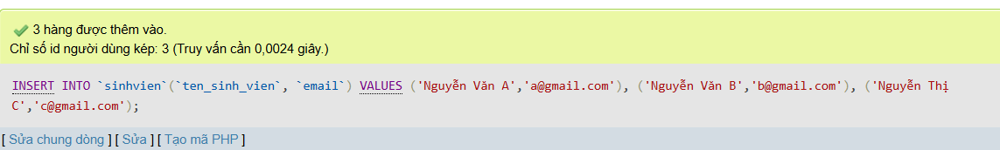 3 hàng được thêm vào.
Chỉ số id người dùng kép: 3 (Truy vấn cần 0,0024 giây.)
INSERT INTO `sinhvien`(`ten_sinh_vien`, `email`) VALUES ('Nguyễn Văn A','a@gmail.com'), ('Nguyễn Văn B','b@gmail.com'), ('Nguyễn Thị
C','c@gmail.com');
[ Sửa chung dòng ] [ Sửa ] [ Tạo mã PHP ]